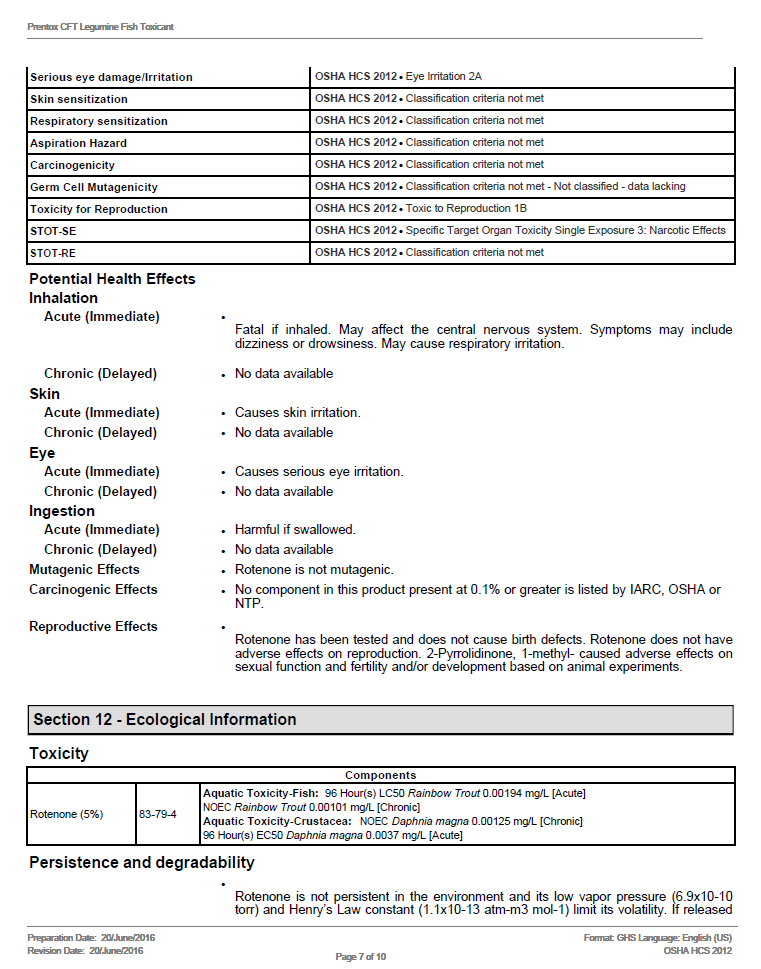 Prentox CFT Legumine Fish Toxicant
Serious eye damage/Irritation OSHA HCS 2012 • Eye Irritation 2A
Skin sensitization OSHA HCS 2012 • Classification criteria not met
Respiratory sensitization OSHA HCS 2012 • Classification criteria not met
Aspiration Hazard OSHA HCS 2012 • Classification criteria not met
Carcinogenicity OSHA HCS 2012 • Classification criteria not met
Germ Cell Mutagenicity OSHA HCS 2012 • Classification criteria not met - Not classified - data lacking
Toxicity for Reproduction OSHA HCS 2012 • Toxic to Reproduction 1B
STOT-SE OSHA HCS 2012 • Specific Target Organ Toxicity Single Exposure 3: Narcotic Effects
STOT-RE OSHA HCS 2012 • Classification criteria not met
Potential Health Effects
Inhalation
Acute (Immediate) •
Fatal if inhaled. May affect the central nervous system. Symptoms may include
dizziness or drowsiness. May cause respiratory irritation.
Chronic (Delayed) • No data available
Skin
Acute (Immediate) • Causes skin irritation.
Chronic (Delayed) • No data available
Eye
Acute (Immediate) • Causes serious eye irritation.
Chronic (Delayed) • No data available
Ingestion
Acute (Immediate) • Harmful if swallowed.
Chronic (Delayed) • No data available
Mutagenic Effects • Rotenone is not mutagenic.
Carcinogenic Effects • No component in this product present at 0.1% or greater is listed by IARC, OSHA or
NTP.
Reproductive Effects •
Rotenone has been tested and does not cause birth defects. Rotenone does not have
adverse effects on reproduction. 2-Pyrrolidinone, 1-methyl- caused adverse effects on
sexual function and fertility and/or development based on animal experiments.
Section 12 - Ecological Information
Toxicity
Components
Rotenone (5%) 83-79-4
Aquatic Toxicity-Fish: 96 Hour(s) LC50 Rainbow Trout 0.00194 mg/L [Acute]
NOEC Rainbow Trout 0.00101 mg/L [Chronic]
Aquatic Toxicity-Crustacea: NOEC Daphnia magna 0.00125 mg/L [Chronic]
96 Hour(s) EC50 Daphnia magna 0.0037 mg/L [Acute]
Persistence and degradability
•
Rotenone is not persistent in the environment and its low vapor pressure (6.9x10-10
torr) and Henry's Law constant (1.1x10-13 atm-m3 mol-1) limit its volatility. If released
Preparation Date: 20/June/2016 Format: GHS Language: English (US)
Revision Date: 20/June/2016 OSHA HCS 2012
Page 7 of 10